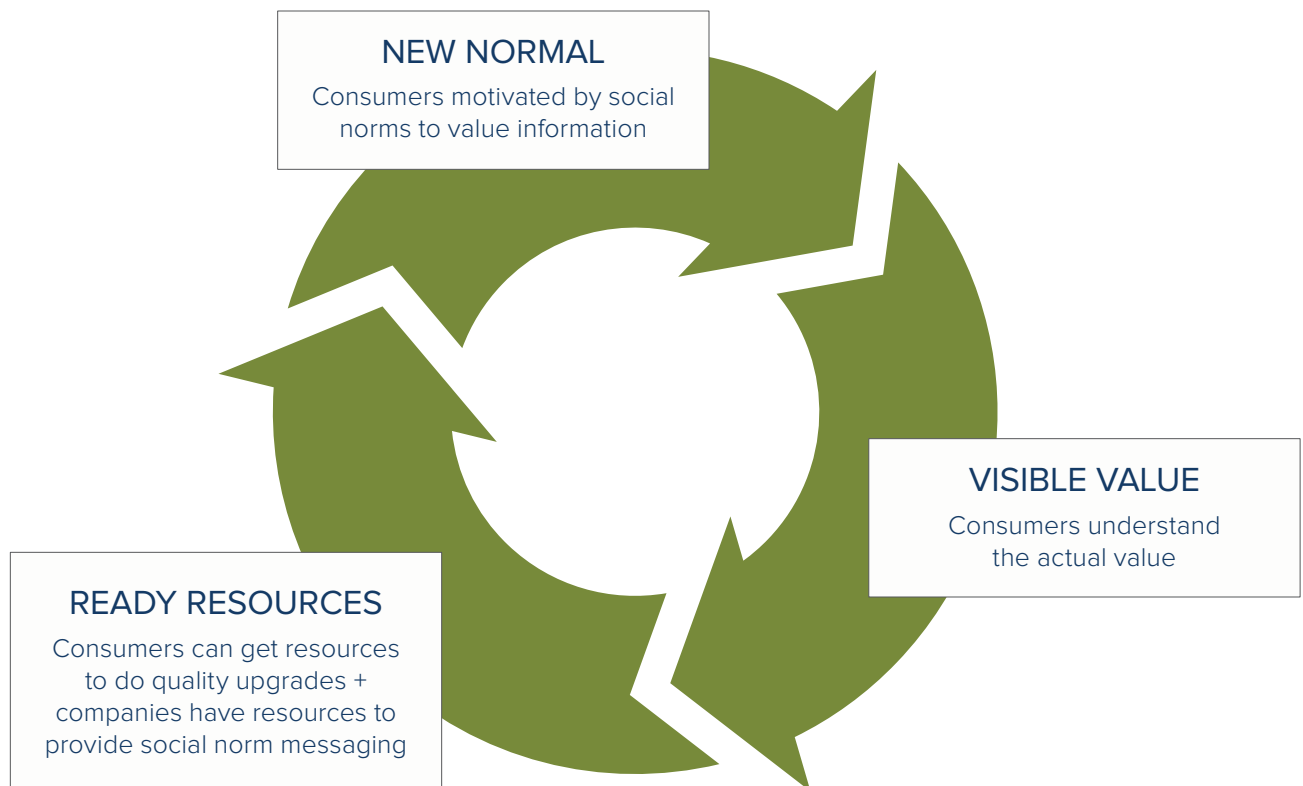 NEW NORMAL
Consumers motivated by social
norms to value information
VISIBLE VALUE
Consumers understand
the actual value
READY RESOURCES
Consumers can get resources
to do quality upgrades +
companies have resources to
provide social norm messaging